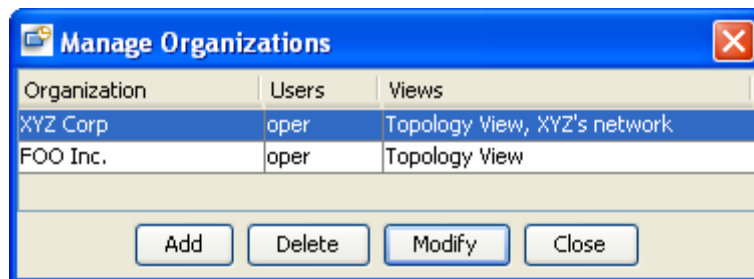 Manage Organizations
Organization Users Views
XYZ Corp oper Topology View, XYZ's network
FOO Inc. oper Topology View
Add Delete Modify Close